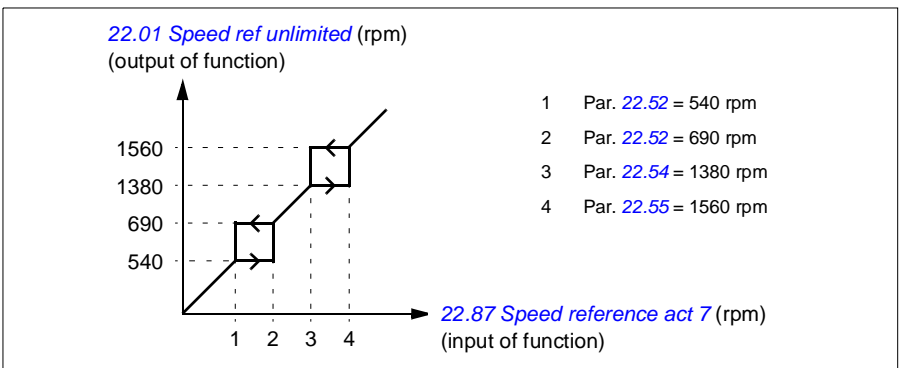 22.01 Speed ref unlimited (rpm)
(output of function)
1560
1380
690
540
1 2 3 4
22.87 Speed reference act 7 (rpm)
(input of function)
1 Par. 22.52 = 540 rpm
2 Par. 22.52 = 690 rpm
3 Par. 22.54 = 1380 rpm
4 Par. 22.55 = 1560 rpm